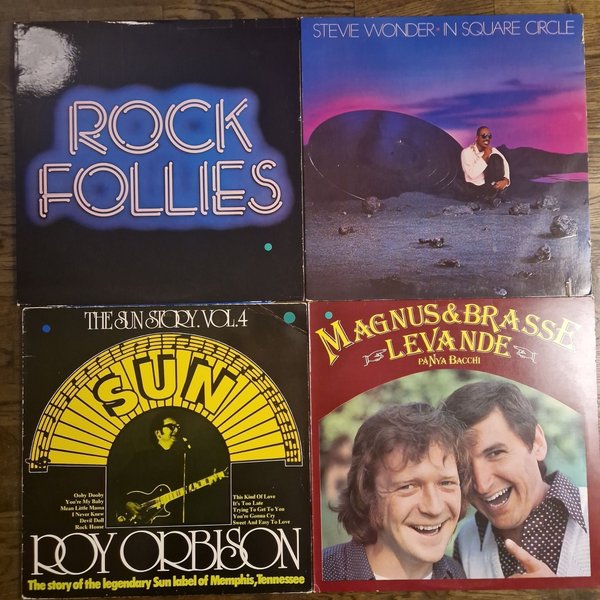 ROCK
FOLLIES
STEVIE WONDER - IN SQUARE CIRCLE
THE SUN STORY. VOL. 4
SUN
Ooby Dooby
You're My Baby
Mean Little Mama
I Never Knew
Devil Doll
Rock House
This Kind Of Love
It's Too Late
Trying To Get To You
You're Gonna Cry
Sweet And Easy To Love
ROY ORBISON
The story of the legendary Sun label of Memphis, Tennessee
MAGNUS & BRASSE
LEVANDE
PÅ NYA BACCHI